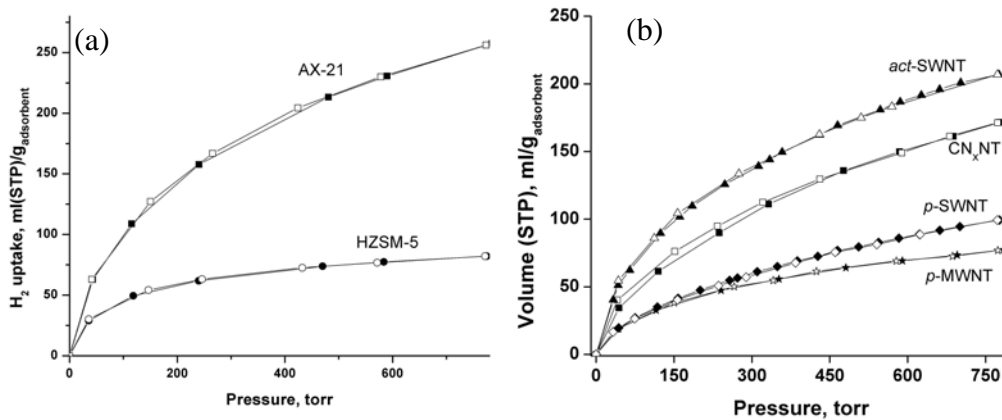 (a)
250
200
150
100
50
0
H₂ uptake, ml(STP)/g_adsorbent
AX-21
HZSM-5
0
200
400
600
Pressure, torr
(b)
250
200
150
100
50
0
Volume (STP), ml/g_adsorbent
act-SWNT
CNₓNT
p-SWNT
p-MWNT
0
150
300
450
600
750
Pressure, torr